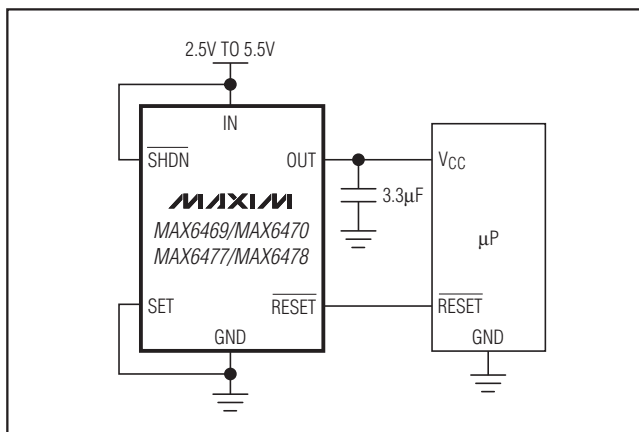 2.5V TO 5.5V
IN
SHDN
OUT
VCC
MAXIM
3.3μF
MAX6469/MAX6470
MAX6477/MAX6478
μP
SET
RESET
RESET
GND
GND